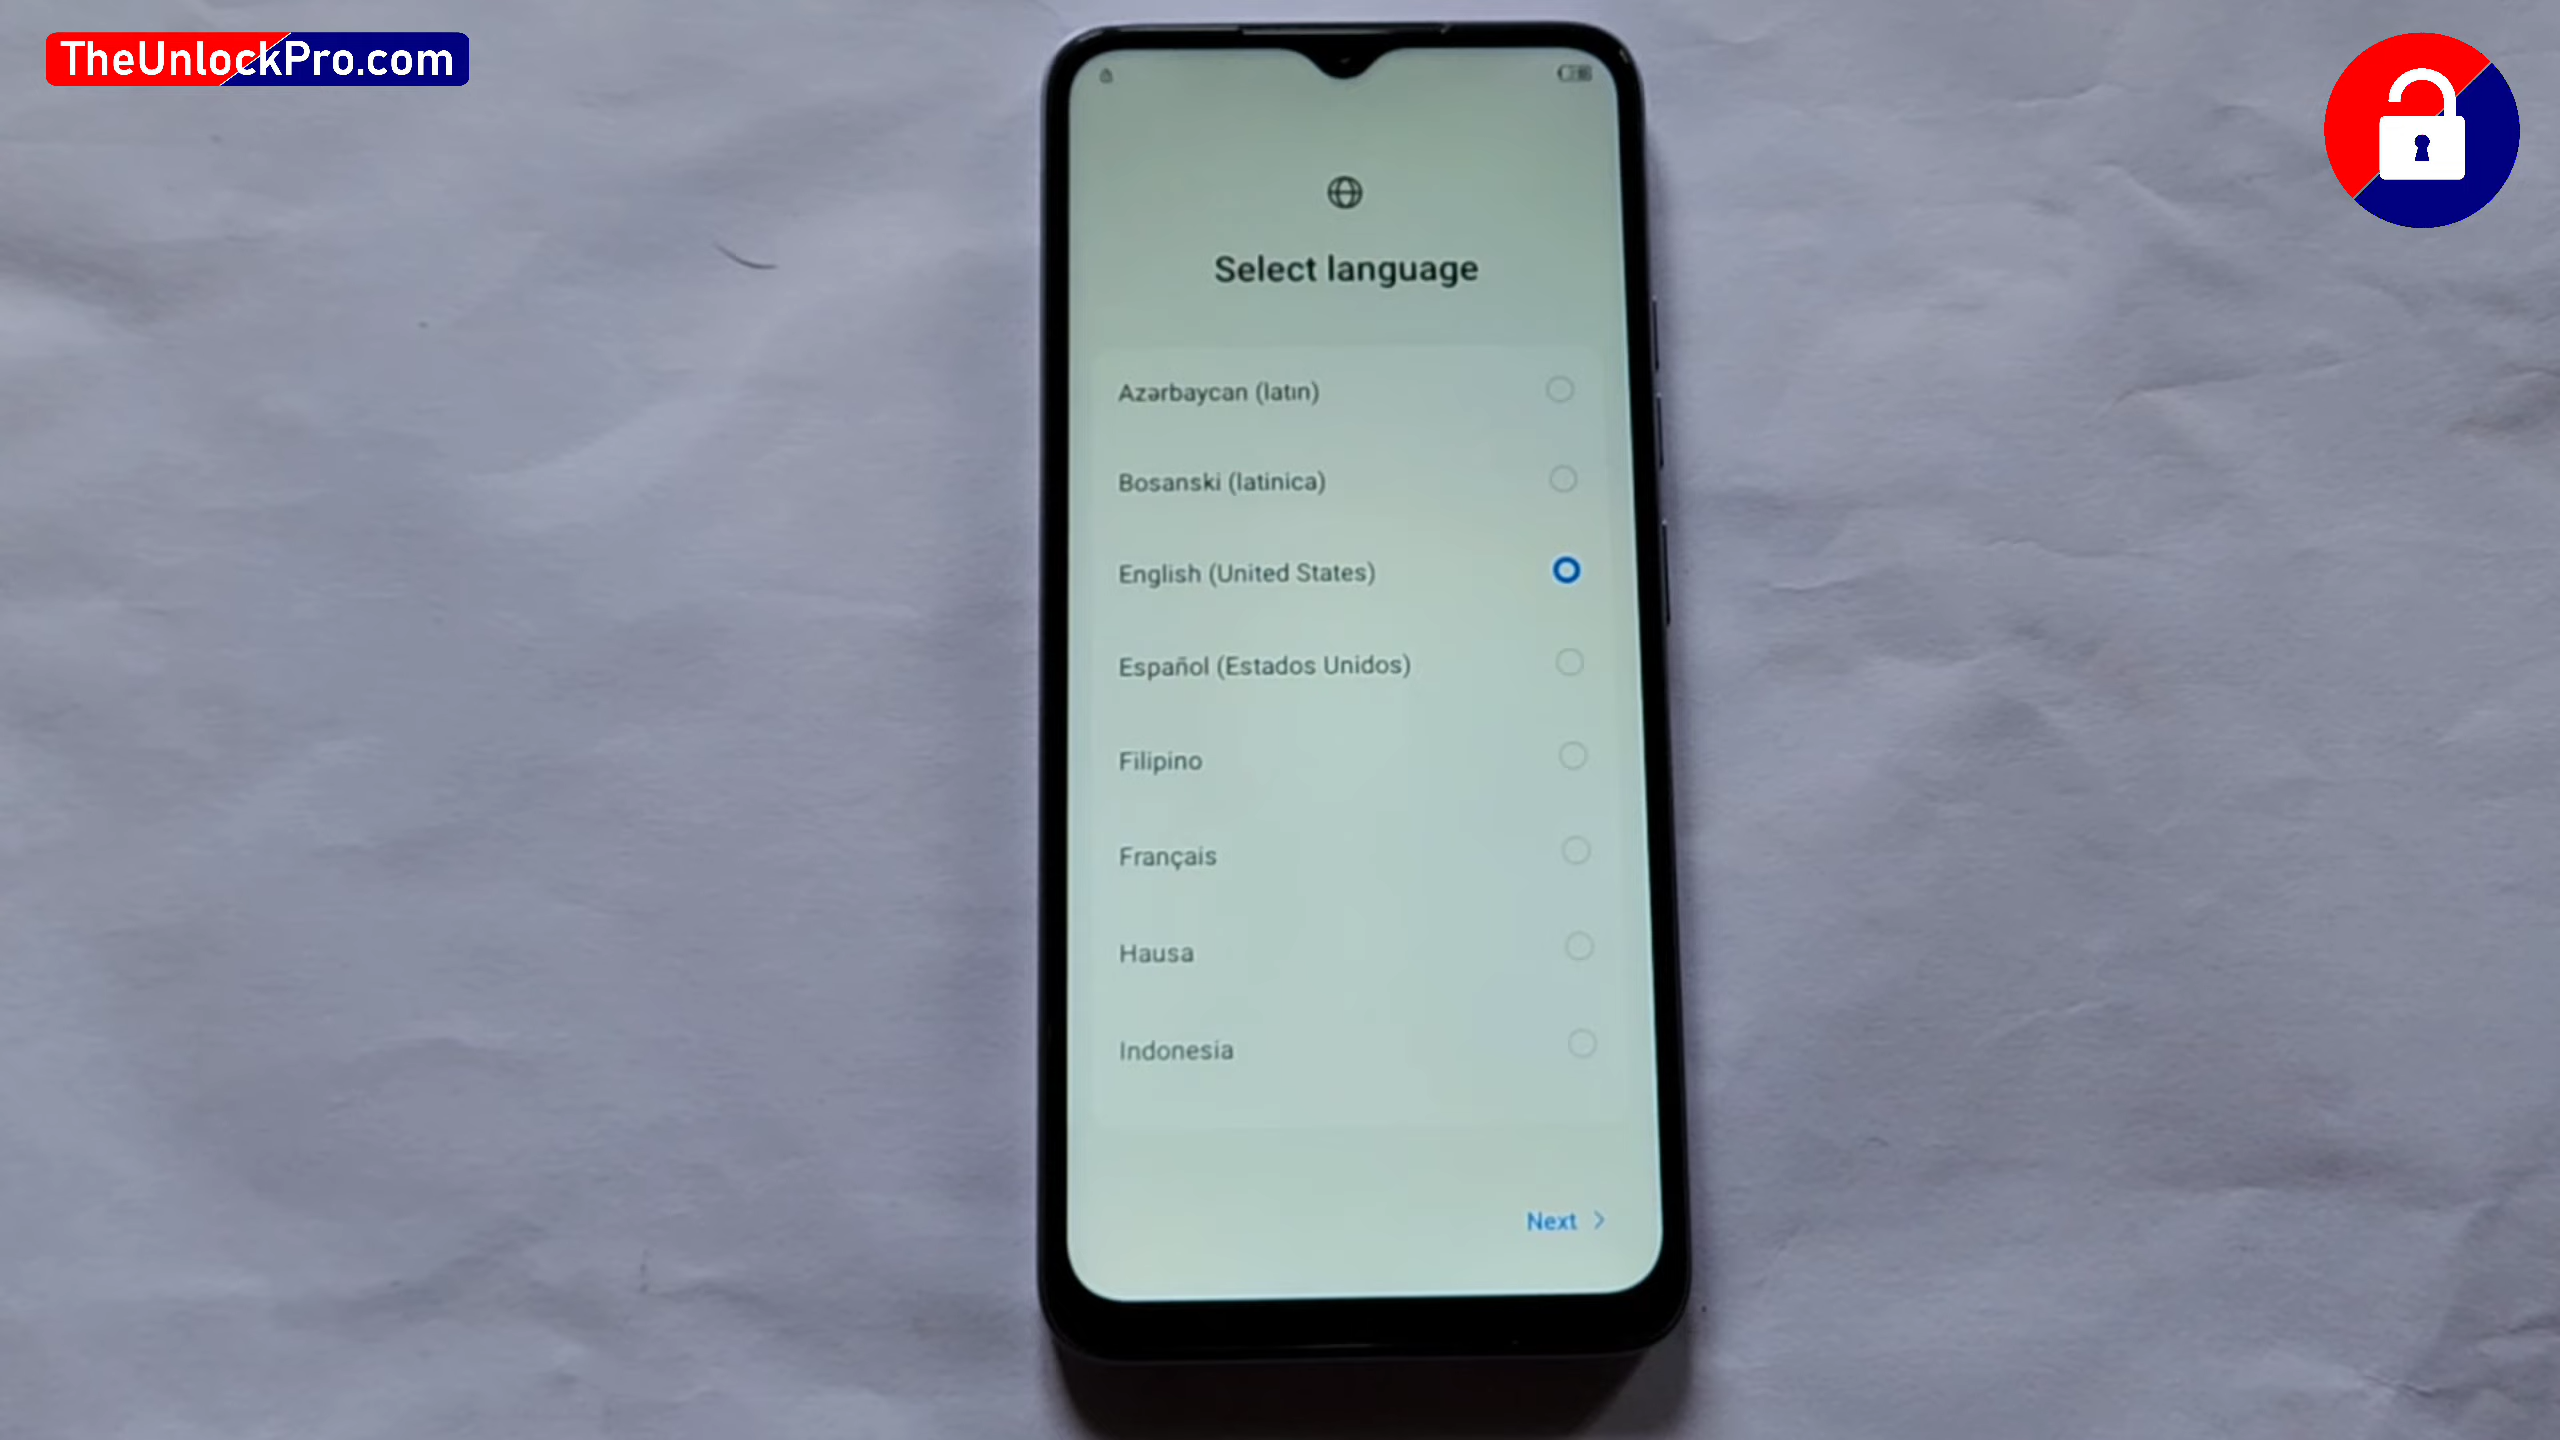 TheUnlockPro.com
Select language
Azərbaycan (latın)
Bosanski (latinica)
English (United States)
Español (Estados Unidos)
Filipino
Français
Hausa
Indonesia
Next